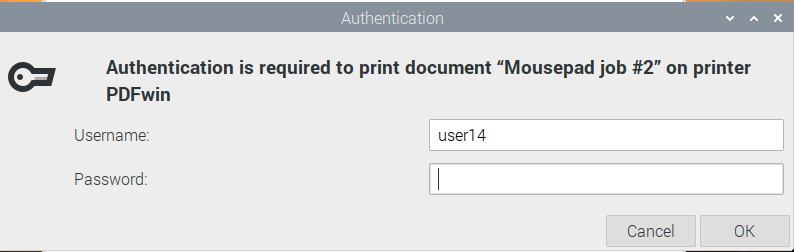 Authentication
Authentication is required to print document “Mousepad job #2” on printer
PDFwin
Username:
user14
Password:
Cancel
OK